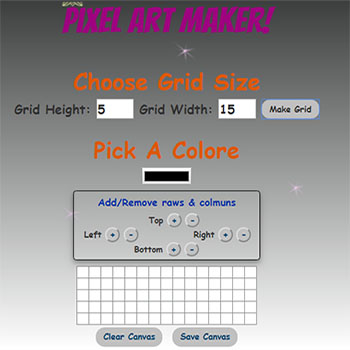 PIXEL ART MAKER!
Choose Grid Size
Grid Height: 5 Grid Width: 15 Make Grid
Pick A Colore
Add/Remove raws & colmuns
Top + -
Left + - Right + -
Bottom + -
Clear Canvas Save Canvas